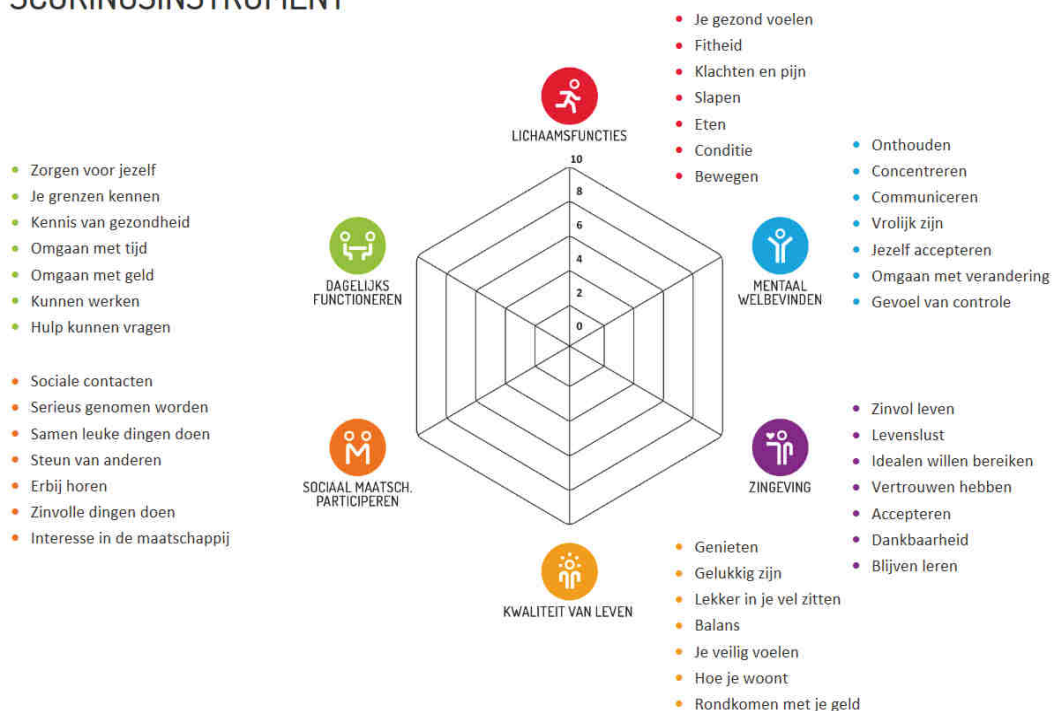 SCORINGSINSTRUMENT
Je gezond voelen
Fitheid
Klachten en pijn
Slapen
Eten
Conditie
Bewegen
LICHAAMSFUNCTIES
Onthouden
Concentreren
Communiceren
Vrolijk zijn
Jezelf accepteren
Omgaan met verandering
Gevoel van controle
MENTAAL
WELBEVINDEN
Zinvol leven
Levenslust
Idealen willen bereiken
Vertrouwen hebben
Accepteren
Dankbaarheid
Blijven leren
ZINGEVING
Genieten
Gelukkig zijn
Lekker in je vel zitten
Balans
Je veilig voelen
Hoe je woont
Rondkomen met je geld
KWALITEIT VAN LEVEN
Sociale contacten
Serieus genomen worden
Samen leuke dingen doen
Steun van anderen
Erbij horen
Zinvolle dingen doen
Interesse in de maatschappij
SOCIAAL MAATSCH.
PARTICIPEREN
Zorgen voor jezelf
Je grenzen kennen
Kennis van gezondheid
Omgaan met tijd
Omgaan met geld
Kunnen werken
Hulp kunnen vragen
DAGELIJKS
FUNCTIONEREN
10
8
6
4
2
0